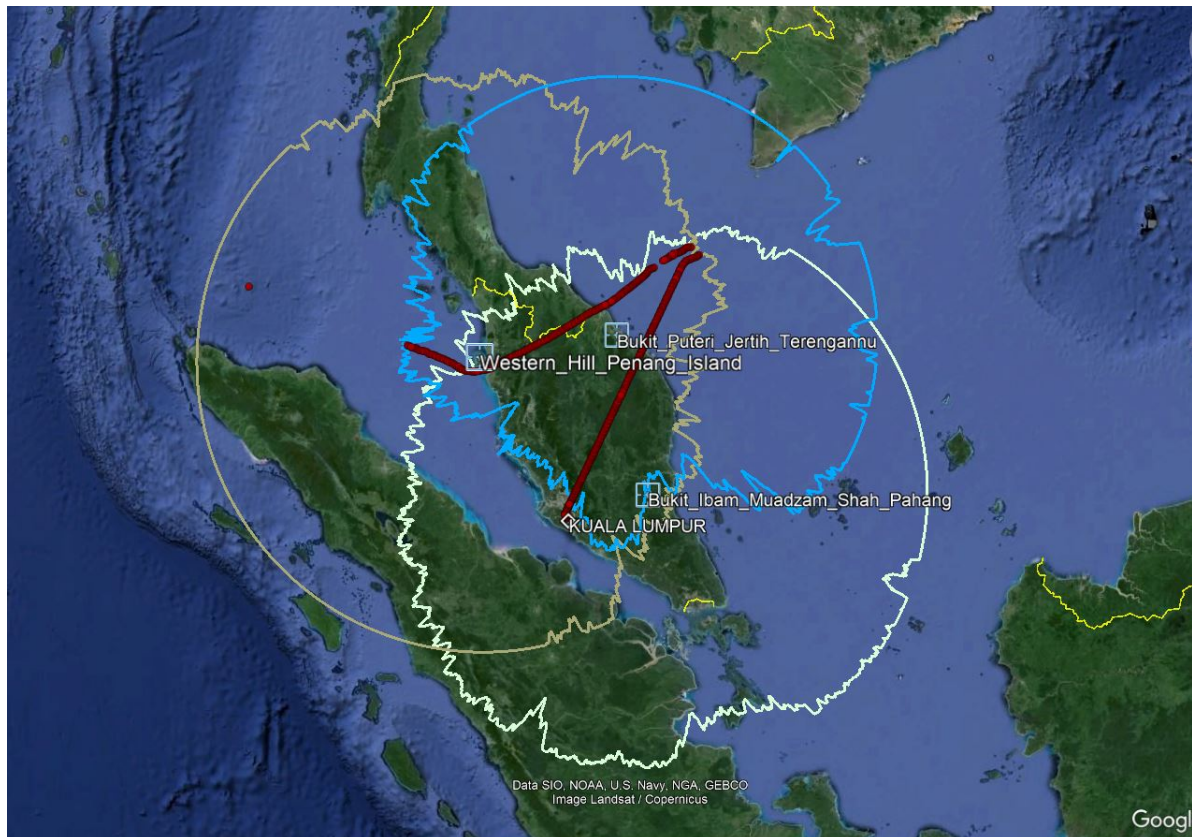 Bukit_Puteri_Jertih_Terengannu
Western_Hill_Penang_Island
Bukit_Ibam_Muadzam_Shah_Pahang
KUALA LUMPUR
Data SIO, NOAA, U.S. Navy, NGA, GEBCO
Image Landsat / Copernicus
Googl